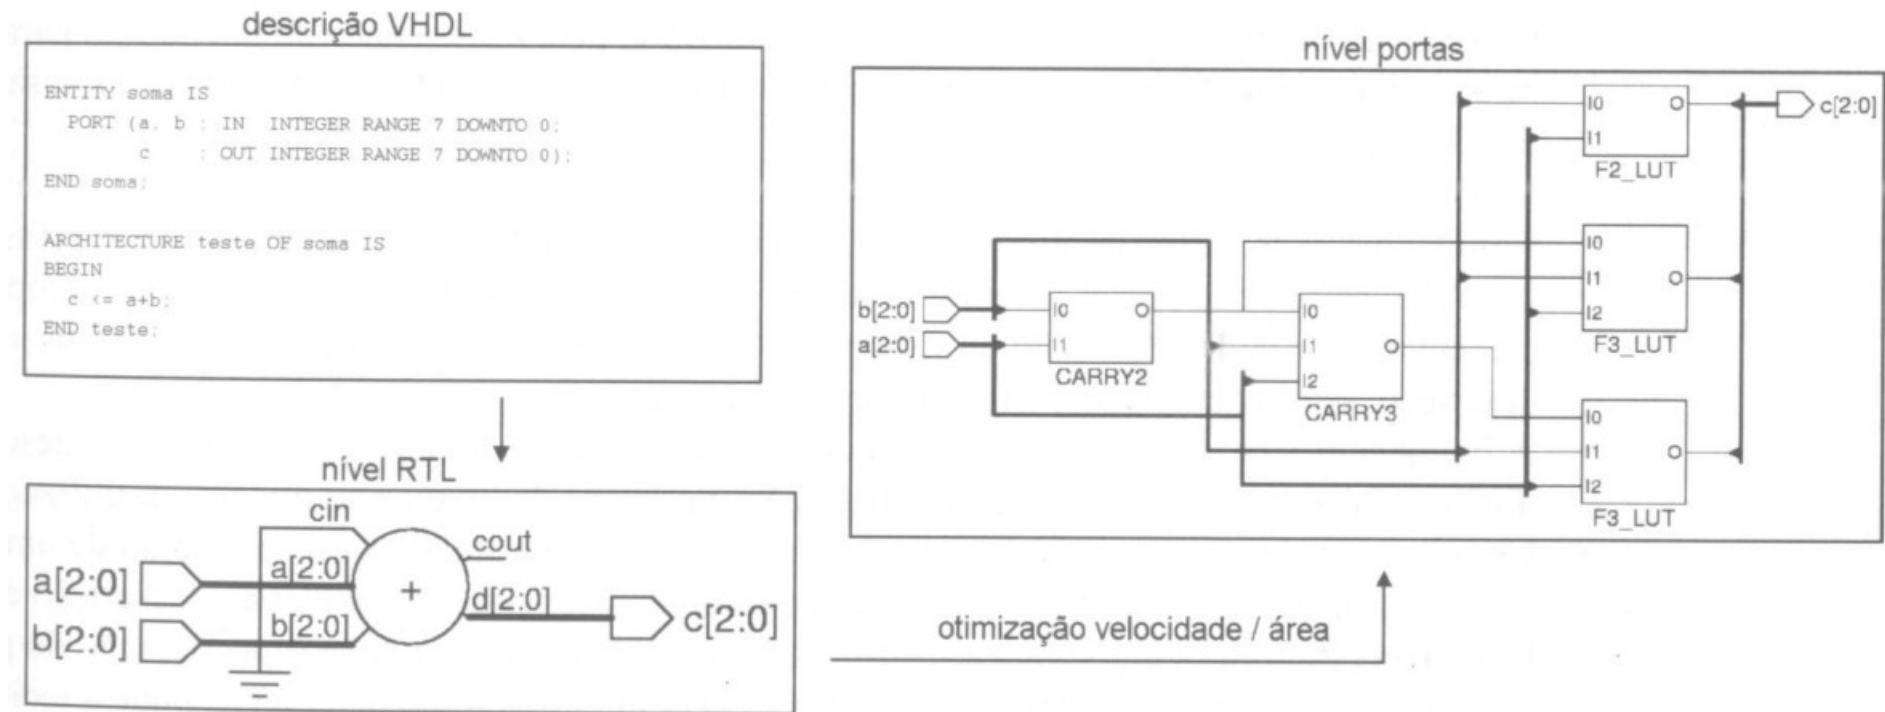 descrição VHDL
ENTITY soma IS
PORT (a, b : IN INTEGER RANGE 7 DOWNTO 0;
c : OUT INTEGER RANGE 7 DOWNTO 0);
END soma;
ARCHITECTURE teste OF soma IS
BEGIN
c <= a+b;
END teste;
nível RTL
cin
cout
a[2:0]
a[2:0]
+
d[2:0]
c[2:0]
b[2:0]
b[2:0]
nível portas
I0 O
c[2:0]
I1
F2_LUT
I0
I1 O
I2
F3_LUT
b[2:0]
I0 O
a[2:0]
I1
CARRY2
I0
I1 O
I2
CARRY3
I0
I1 O
I2
F3_LUT
otimização velocidade / área